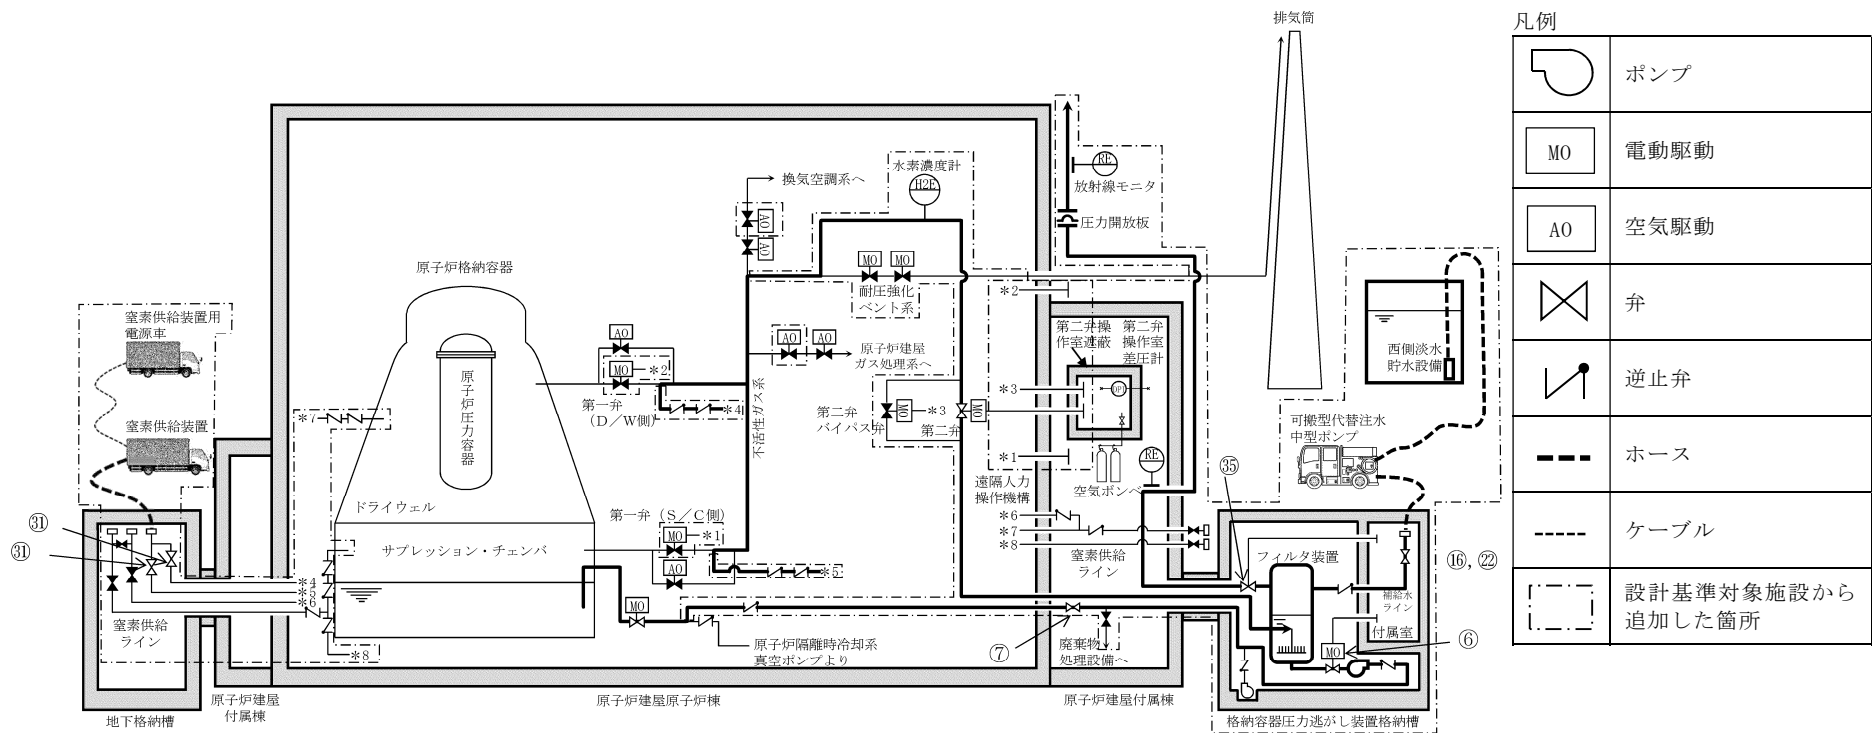 排気筒
凡例
ポンプ
MO
電動駆動
AO
空気駆動
弁
逆止弁
ホース
ケーブル
設計基準対象施設から
追加した箇所
水素濃度計
H2E
換気空調系へ
AO
AO
RE
放射線モニタ
圧力開放板
原子炉格納容器
MO
MO
耐圧強化
ベント系
*2
窒素供給装置用
電源車
第二弁操
作室遮蔽
第二弁
操作室
差圧計
DPI
西側淡水
貯水設備
AO
AO
AO
原子炉建屋
ガス処理系へ
MO
*2
原子炉圧力容器
第一弁
(D/W側)
*4
不活性ガス系
第二弁
バイパス弁
MO
*3
第二弁
MO
*3
*7
窒素供給装置
可搬型代替注水
中型ポンプ
*1
RE
遠隔人力
操作機構
空気ボンベ
㉟
ドライウェル
第一弁(S/C側)
MO
*1
*6
*7
*8
窒素供給
ライン
㉛
㉛
サプレッション・チェンバ
AO
*5
フィルタ装置
⑯, ㉒
*4
*5
*6
窒素供給
ライン
MO
補給水
ライン
付属室
*8
原子炉隔離時冷却系
真空ポンプより
⑦
廃棄物
処理設備へ
MO
⑥
原子炉建屋
付属棟
地下格納槽
原子炉建屋原子炉棟
原子炉建屋付属棟
格納容器圧力逃がし装置格納槽